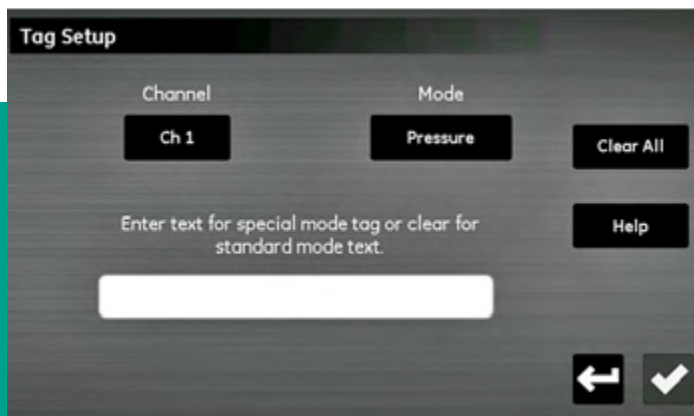 Tag Setup
Channel
Mode
Ch 1
Pressure
Clear All
Enter text for special mode tag or clear for
standard mode text.
Help